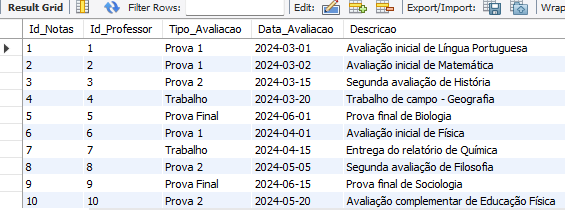 Result Grid Filter Rows: Edit: Export/Import: Wrap
Id_Notas Id_Professor Tipo_Avaliacao Data_Avaliacao Descricao
1 1 Prova 1 2024-03-01 Avaliação inicial de Língua Portuguesa
2 2 Prova 1 2024-03-02 Avaliação inicial de Matemática
3 3 Prova 2 2024-03-15 Segunda avaliação de História
4 4 Trabalho 2024-03-20 Trabalho de campo - Geografia
5 5 Prova Final 2024-06-01 Prova final de Biologia
6 6 Prova 1 2024-04-01 Avaliação inicial de Física
7 7 Trabalho 2024-04-15 Entrega do relatório de Química
8 8 Prova 2 2024-05-05 Segunda avaliação de Filosofia
9 9 Prova Final 2024-06-15 Prova final de Sociologia
10 10 Prova 2 2024-05-20 Avaliação complementar de Educação Física